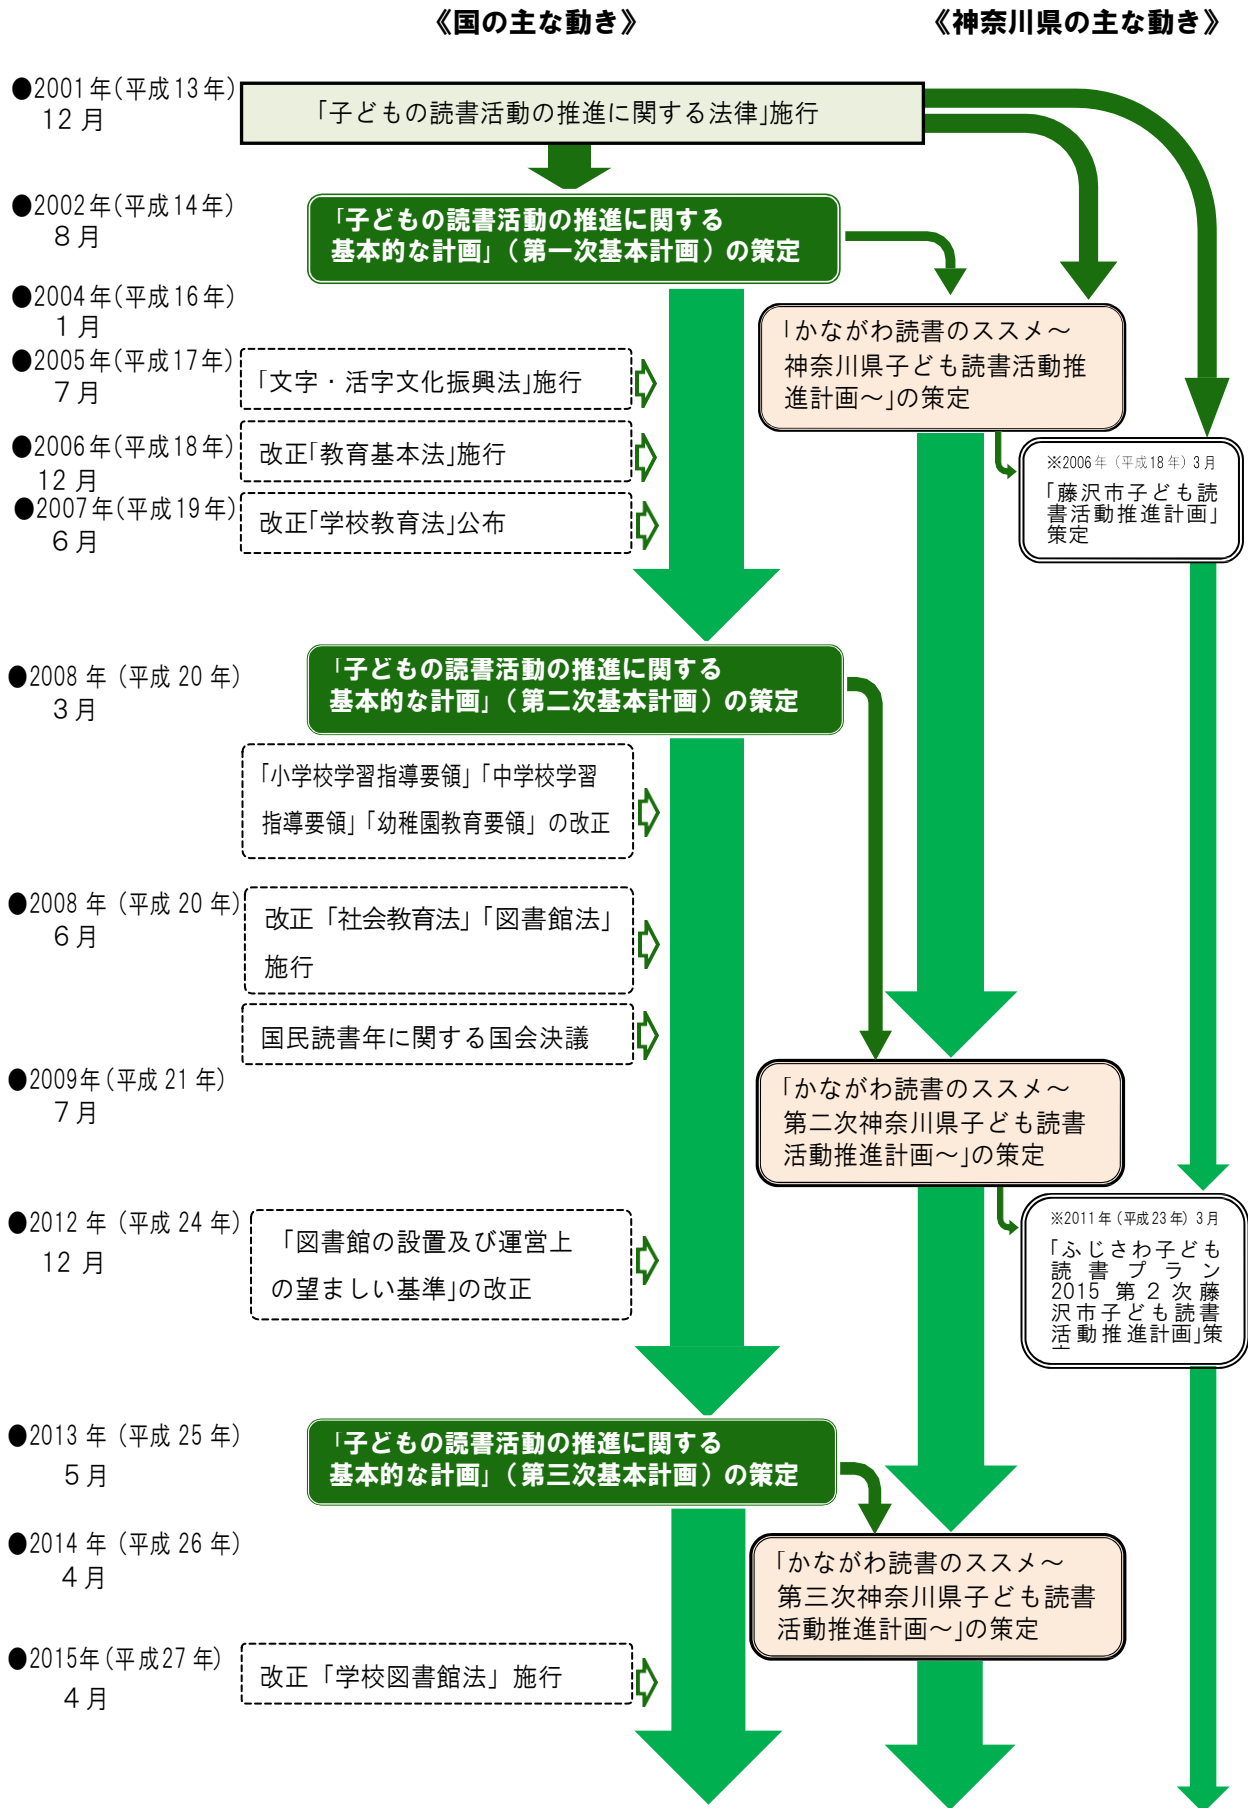 《国の主な動き》
《神奈川県の主な動き》
●2001年(平成13年)
12月
「子どもの読書活動の推進に関する法律」施行
●2002年(平成14年)
8月
「子どもの読書活動の推進に関する
基本的な計画」(第一次基本計画)の策定
●2004年(平成16年)
1月
「かながわ読書のススメ~
神奈川県子ども読書活動推
進計画~」の策定
●2005年(平成17年)
7月
「文字・活字文化振興法」施行
●2006年(平成18年)
12月
改正「教育基本法」施行
※2006年(平成18年)3月
「藤沢市子ども読
書活動推進計画」
策定
●2007年(平成19年)
6月
改正「学校教育法」公布
●2008年(平成20年)
3月
「子どもの読書活動の推進に関する
基本的な計画」(第二次基本計画)の策定
「小学校学習指導要領」「中学校学習
指導要領」「幼稚園教育要領」の改正
●2008年(平成20年)
6月
改正「社会教育法」「図書館法」
施行
国民読書年に関する国会決議
●2009年(平成21年)
7月
「かながわ読書のススメ~
第二次神奈川県子ども読書
活動推進計画~」の策定
●2012年(平成24年)
12月
「図書館の設置及び運営上
の望ましい基準」の改正
※2011年(平成23年)3月
「ふじさわ子ども
読書プラン
2015 第2次藤
沢市子ども読書
活動推進計画」策
●2013年(平成25年)
5月
「子どもの読書活動の推進に関する
基本的な計画」(第三次基本計画)の策定
●2014年(平成26年)
4月
「かながわ読書のススメ~
第三次神奈川県子ども読書
活動推進計画~」の策定
●2015年(平成27年)
4月
改正「学校図書館法」施行